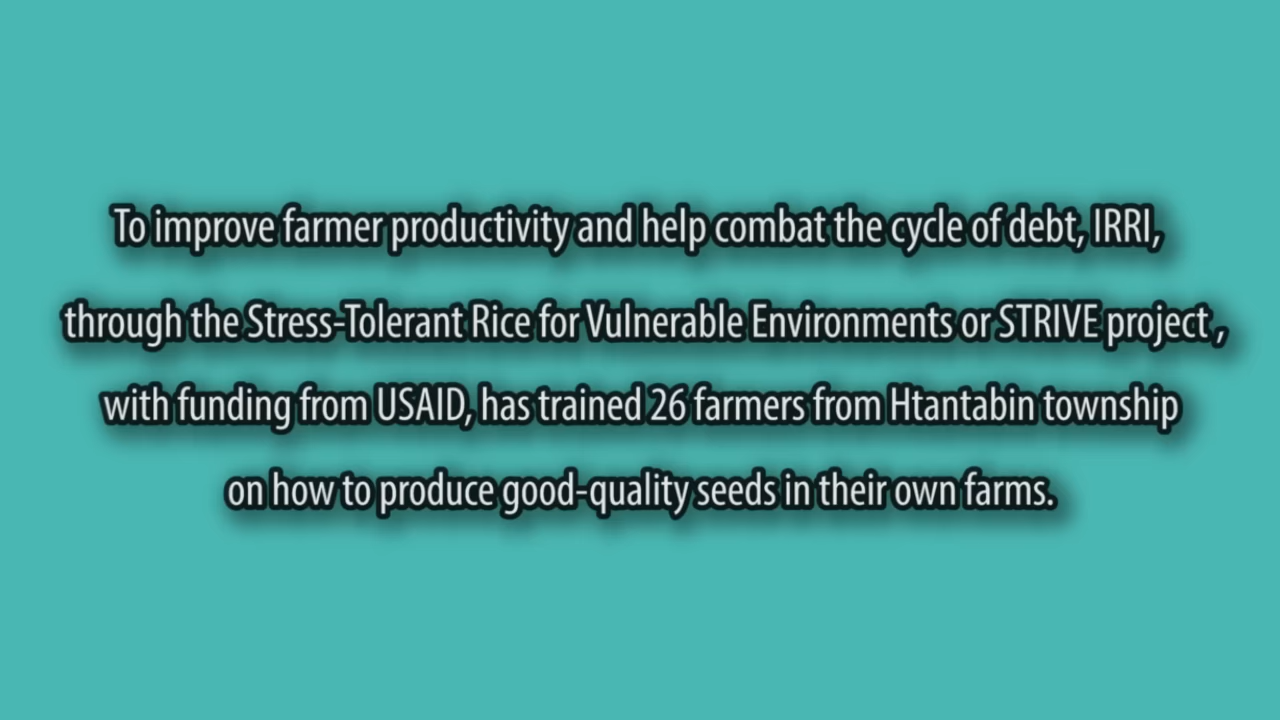 To improve farmer productivity and help combat the cycle of debt, IRRI,
through the Stress-Tolerant Rice for Vulnerable Environments or STRIVE project ,
with funding from USAID, has trained 26 farmers from Htantabin township
on how to produce good-quality seeds in their own farms.